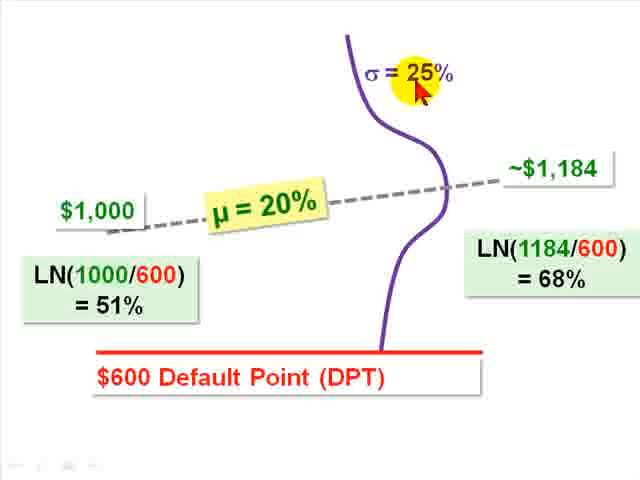 σ = 25%
~$1,184
$1,000
μ = 20%
LN(1184/600)
= 68%
LN(1000/600)
= 51%
$600 Default Point (DPT)